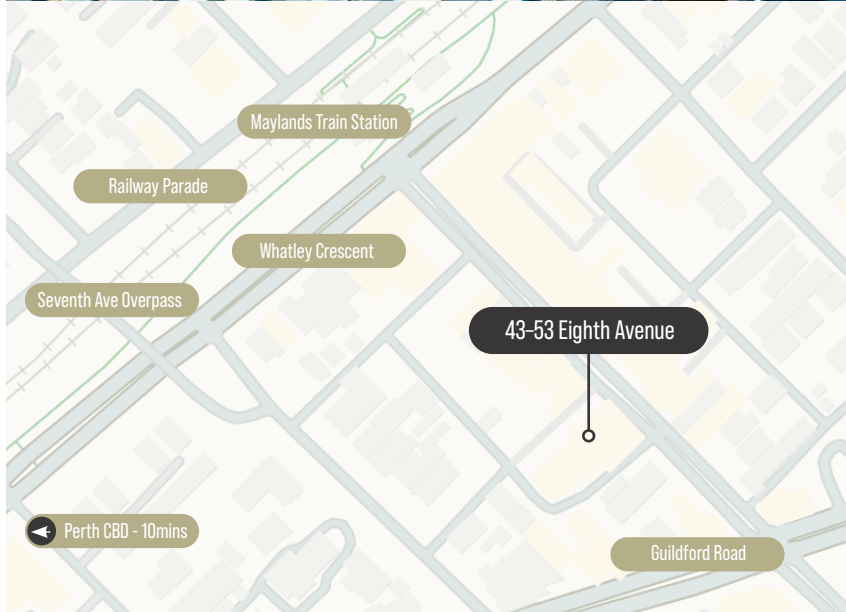 Maylands Train Station
Railway Parade
Whatley Crescent
Seventh Ave Overpass
43-53 Eighth Avenue
Perth CBD - 10mins
Guildford Road